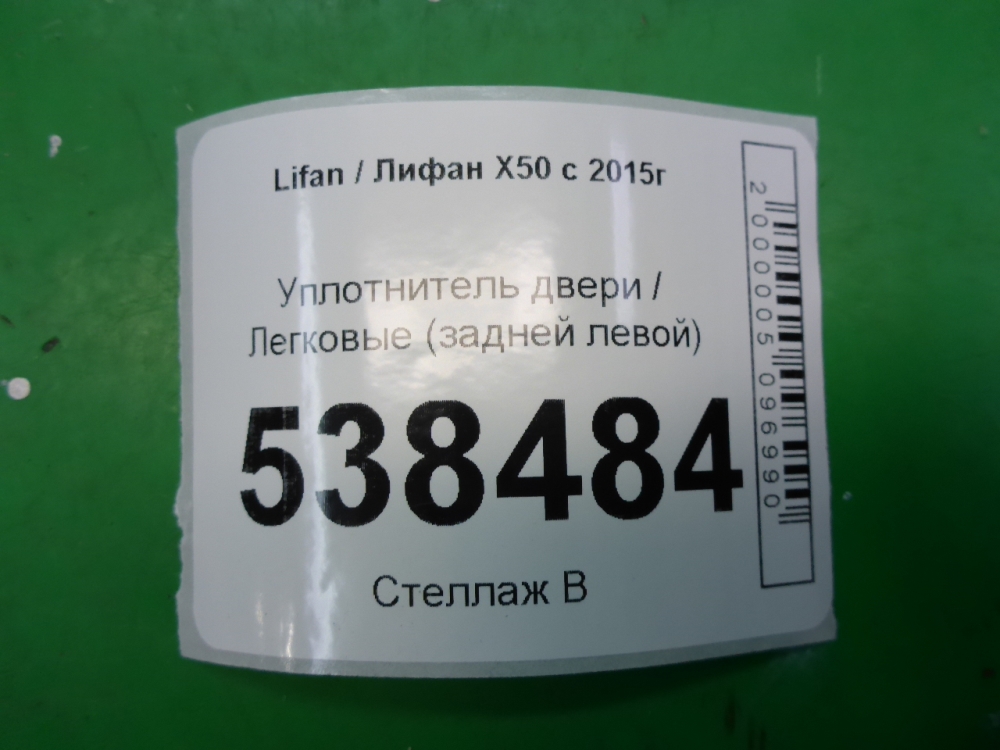 Lifan / Лифан X50 с 2015г
Уплотнитель двери /
Легковые (задней левой)
538484
Стеллаж В
2000005096990